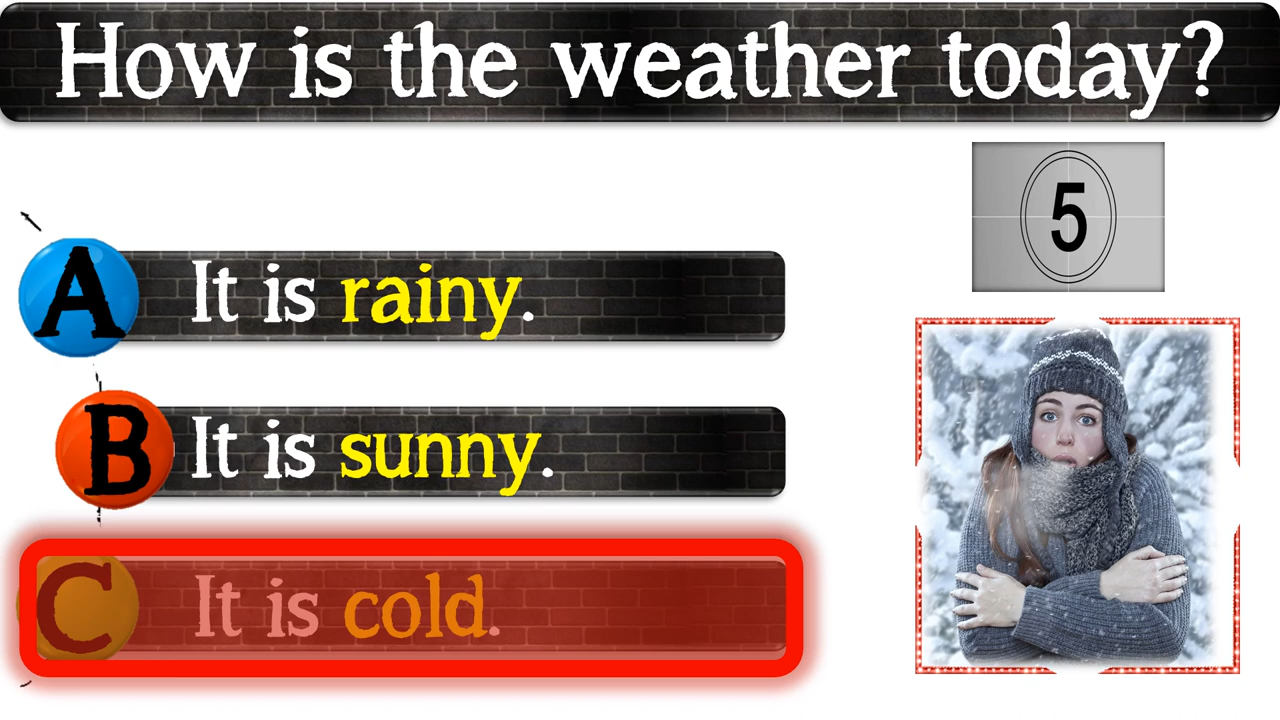 How is the weather today?
5
A It is rainy.
B It is sunny.
C It is cold.